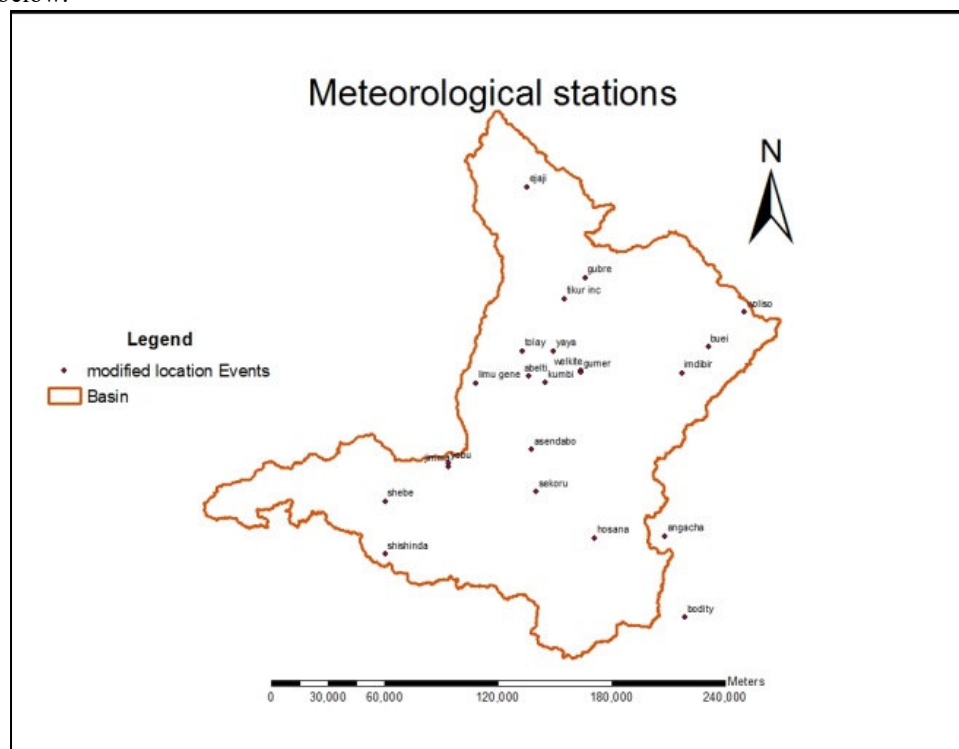 below.
Meteorological stations
N
ejaji
gubre
tikur inc
woliso
tolay
yaya
buei
welkite
gumer
imdibir
limu gene
abelti
kumbi
asendabo
yebu
sekoru
shebe
hosana
angacha
shishinda
bodity
Legend
modified location Events
Basin
Meters
0 30,000 60,000 120,000 180,000 240,000